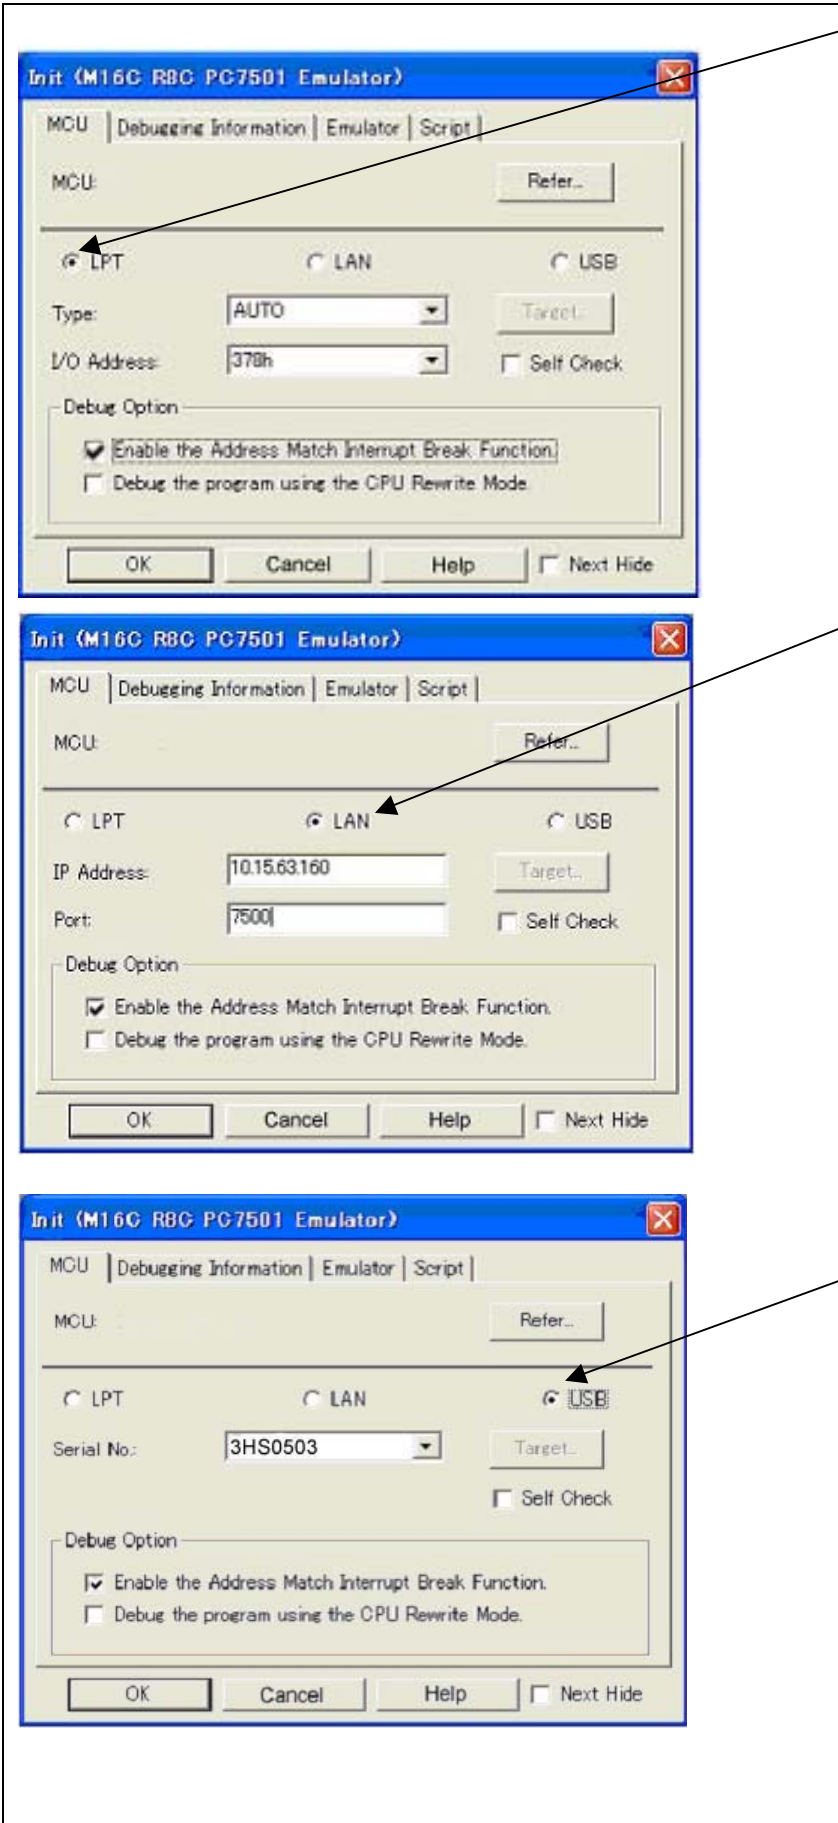 Init (M16C R8C PC7501 Emulator)
MCU Debugging Information Emulator Script
MCU: Refer...
LPT LAN USB
Type: AUTO Target...
I/O Address: 378h Self Check
Debug Option
Enable the Address Match Interrupt Break Function.
Debug the program using the CPU Rewrite Mode.
OK Cancel Help Next Hide
Init (M16C R8C PC7501 Emulator)
MCU Debugging Information Emulator Script
MCU: Refer...
LPT LAN USB
IP Address: 10.15.63.160 Target...
Port: 7500 Self Check
Debug Option
Enable the Address Match Interrupt Break Function.
Debug the program using the CPU Rewrite Mode.
OK Cancel Help Next Hide
Init (M16C R8C PC7501 Emulator)
MCU Debugging Information Emulator Script
MCU: Refer...
LPT LAN USB
Serial No.: 3HS0503 Target...
Self Check
Debug Option
Enable the Address Match Interrupt Break Function.
Debug the program using the CPU Rewrite Mode.
OK Cancel Help Next Hide